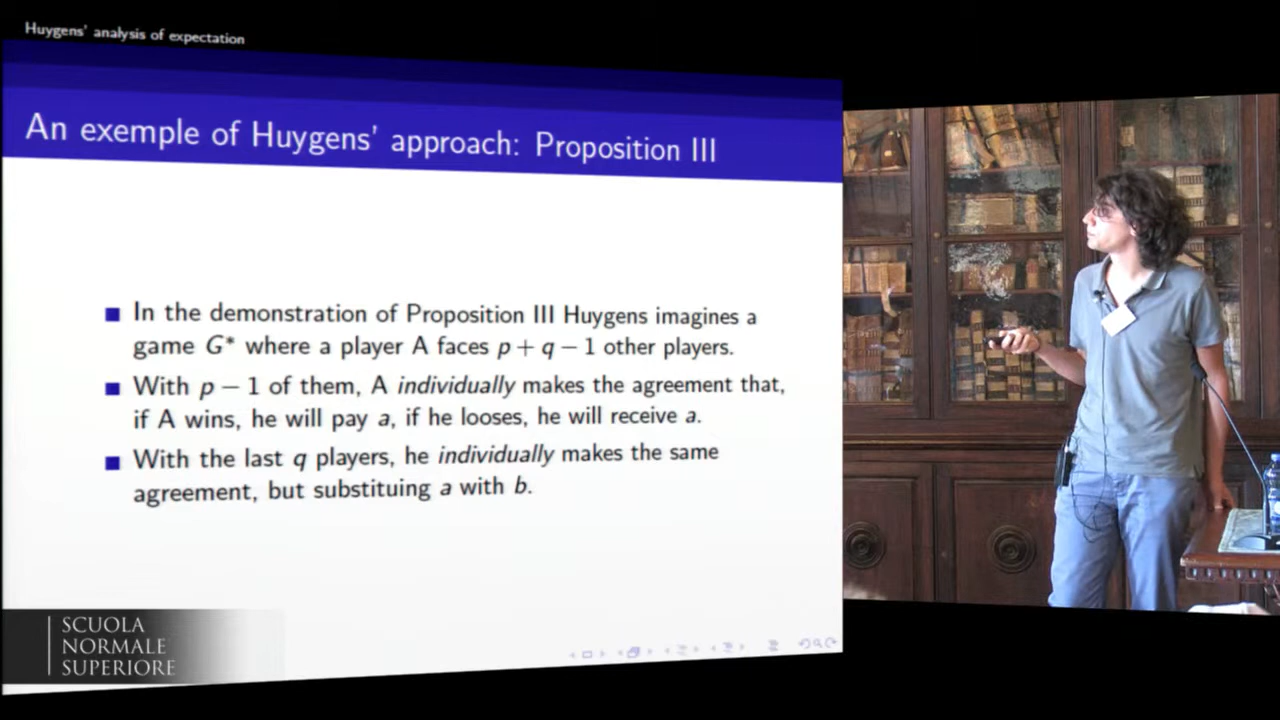 Huygens' analysis of expectation
An exemple of Huygens' approach: Proposition III
In the demonstration of Proposition III Huygens imagines a
game G* where a player A faces p + q − 1 other players.
With p − 1 of them, A individually makes the agreement that,
if A wins, he will pay a, if he looses, he will receive a.
With the last q players, he individually makes the same
agreement, but substituing a with b.
SCUOLA
NORMALE
SUPERIORE